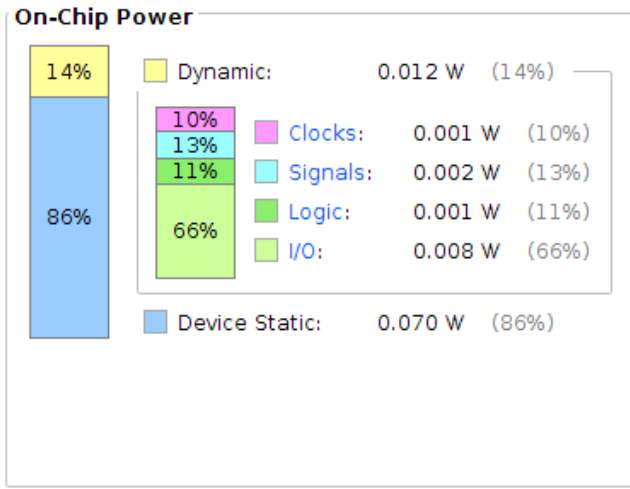 On-Chip Power
14% Dynamic: 0.012 W (14%)
10% Clocks: 0.001 W (10%)
13% Signals: 0.002 W (13%)
11% Logic: 0.001 W (11%)
86% 66% I/O: 0.008 W (66%)
Device Static: 0.070 W (86%)